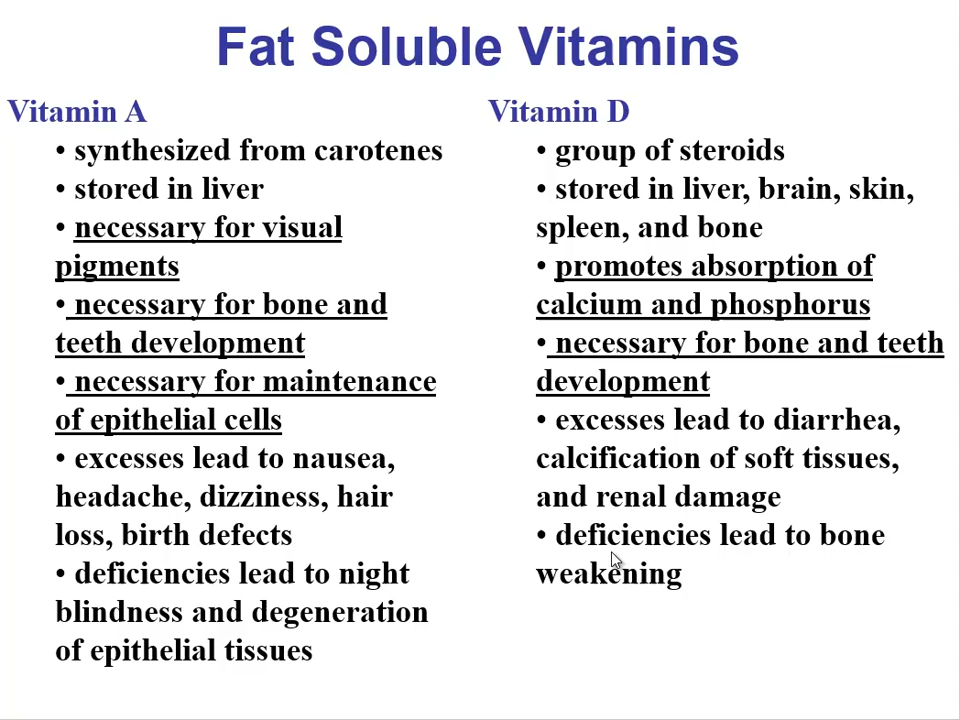 Fat Soluble Vitamins
Vitamin A
• synthesized from carotenes
• stored in liver
• necessary for visual
pigments
• necessary for bone and
teeth development
• necessary for maintenance
of epithelial cells
• excesses lead to nausea,
headache, dizziness, hair
loss, birth defects
• deficiencies lead to night
blindness and degeneration
of epithelial tissues
Vitamin D
• group of steroids
• stored in liver, brain, skin,
spleen, and bone
• promotes absorption of
calcium and phosphorus
• necessary for bone and teeth
development
• excesses lead to diarrhea,
calcification of soft tissues,
and renal damage
• deficiencies lead to bone
weakening